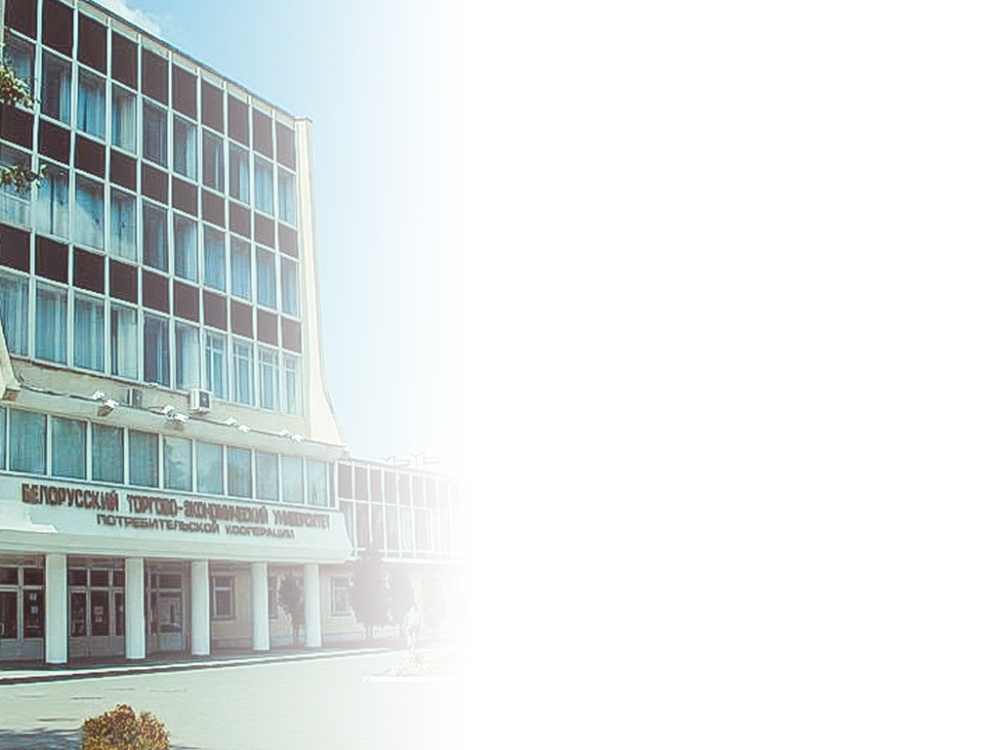 БЕЛОРУССКИЙ ТОРГОВО-ЭКОНОМИЧЕСКИЙ УНИВЕРСИТЕТ
ПОТРЕБИТЕЛЬСКОЙ КООПЕРАЦИИ